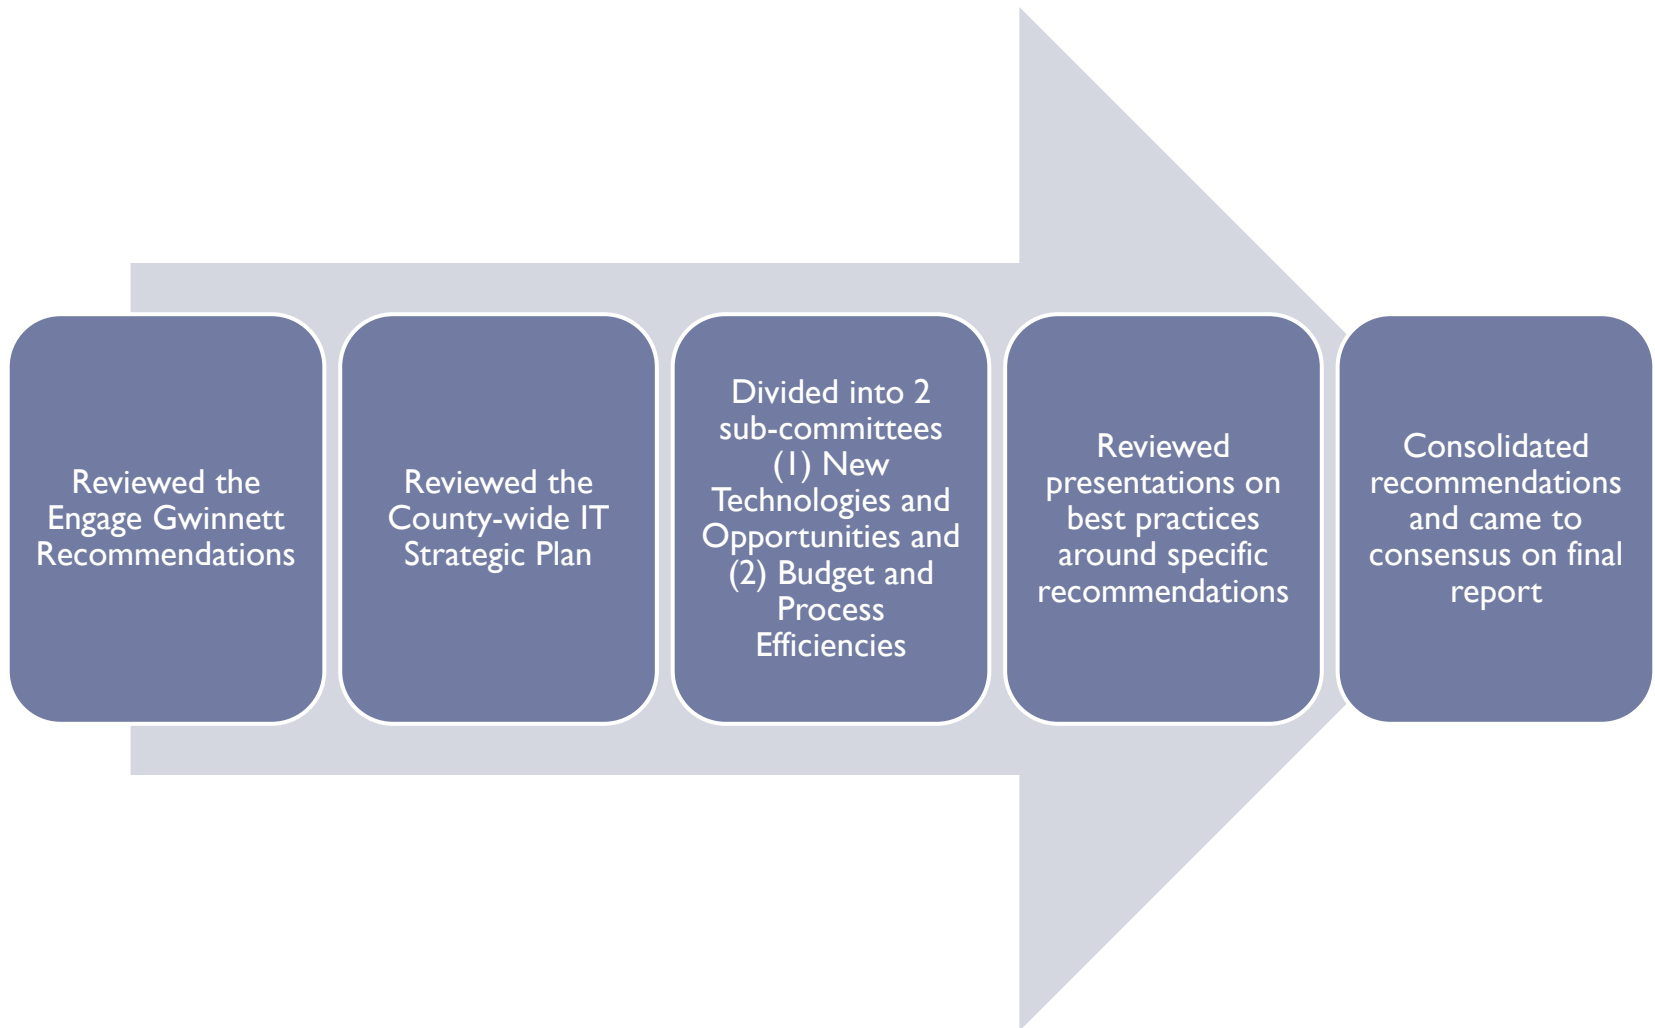 Reviewed the
Engage Gwinnett
Recommendations
Reviewed the
County-wide IT
Strategic Plan
Divided into 2
sub-committees
(1) New
Technologies and
Opportunities and
(2) Budget and
Process
Efficiencies
Reviewed
presentations on
best practices
around specific
recommendations
Consolidated
recommendations
and came to
consensus on final
report